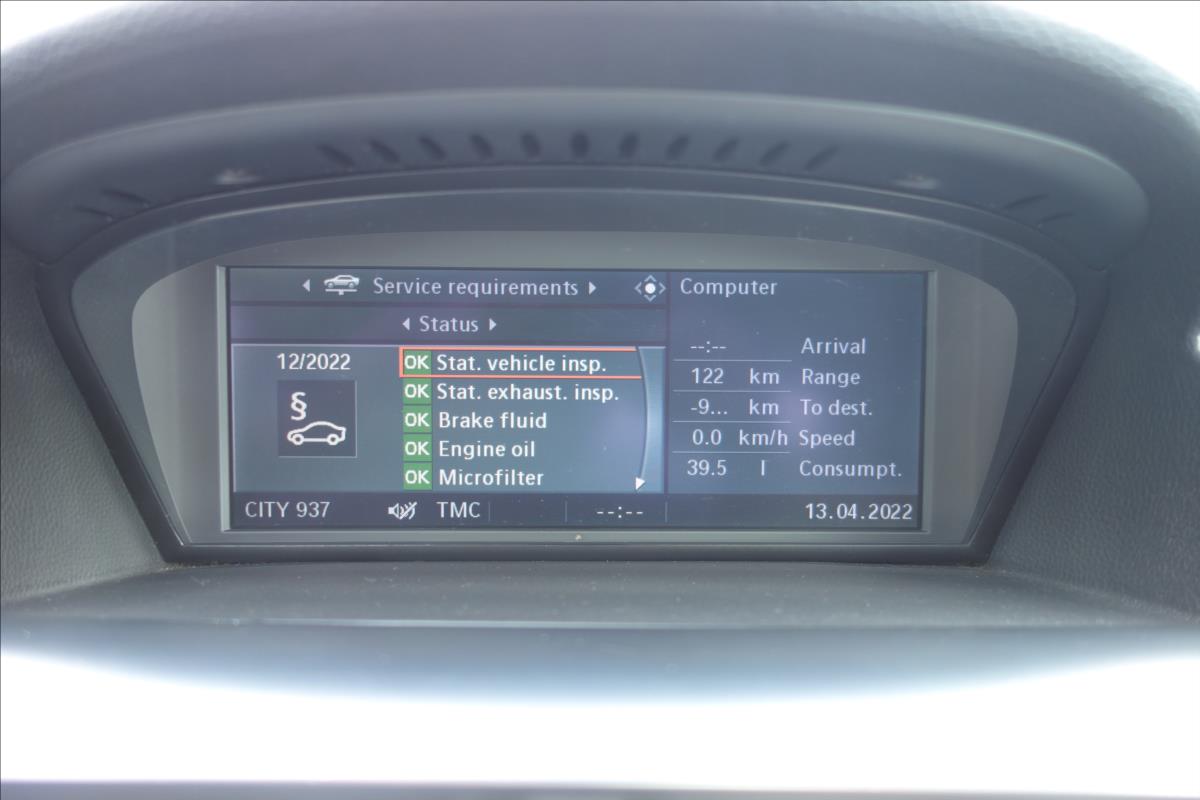 Service requirements
Status
12/2022
§
OK Stat. vehicle insp.
OK Stat. exhaust. insp.
OK Brake fluid
OK Engine oil
OK Microfilter
Computer
--:-- Arrival
122 km Range
-9... km To dest.
0.0 km/h Speed
39.5 l Consumpt.
CITY 937 TMC --:-- 13.04.2022